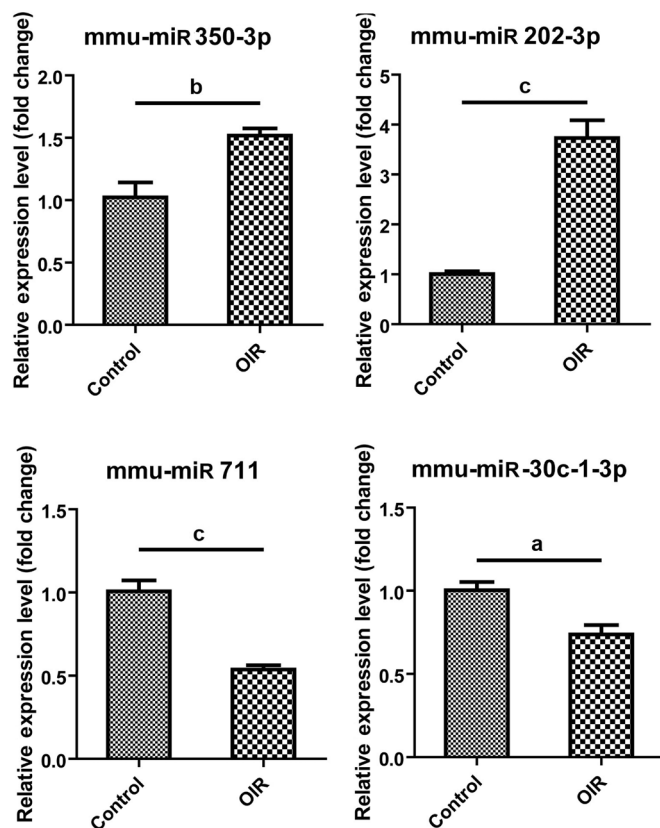 mmu-miR 350-3p
Relative expression level (fold change)
2.0
1.5
1.0
0.5
0.0
b
Control
OIR
mmu-miR 202-3p
Relative expression level (fold change)
5
4
3
2
1
0
c
Control
OIR
mmu-miR 711
Relative expression level (fold change)
1.5
1.0
0.5
0.0
c
Control
OIR
mmu-miR-30c-1-3p
Relative expression level (fold change)
1.5
1.0
0.5
0.0
a
Control
OIR